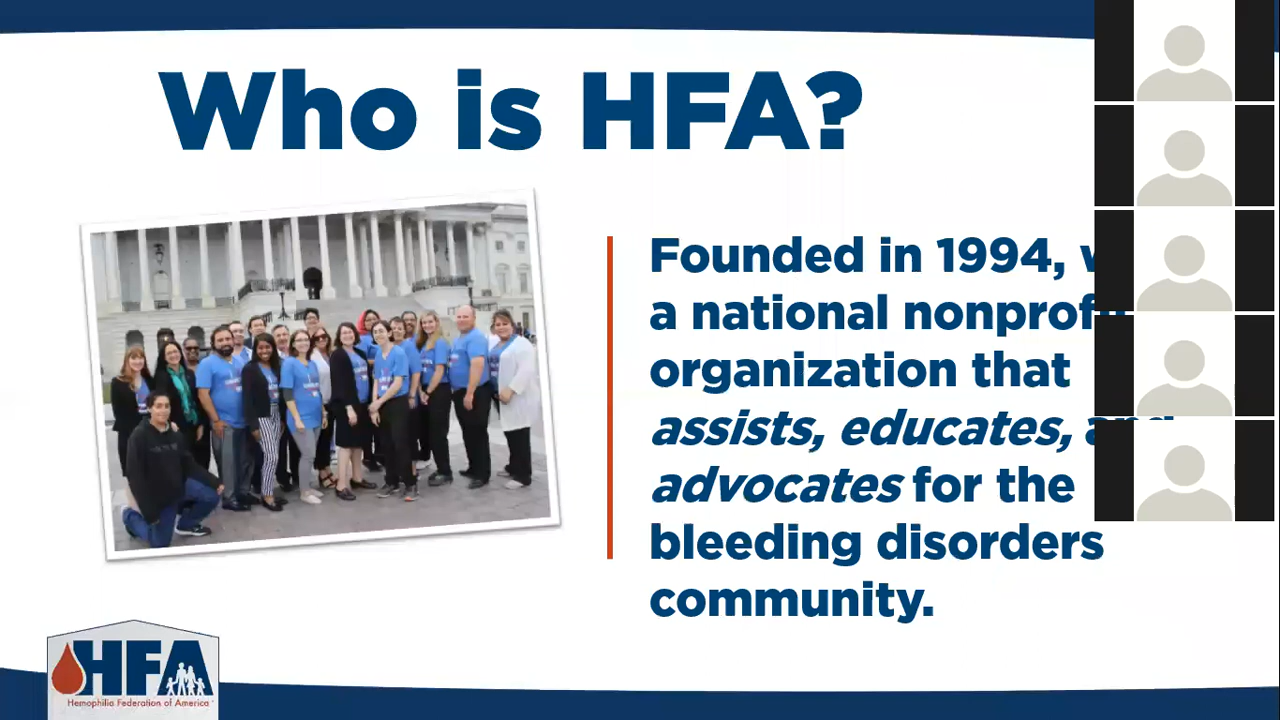 Who is HFA?
Founded in 1994,
a national
organization that
assists, educates,
advocates for the
bleeding disorders
community.
HFA
Hemophilia Federation of America